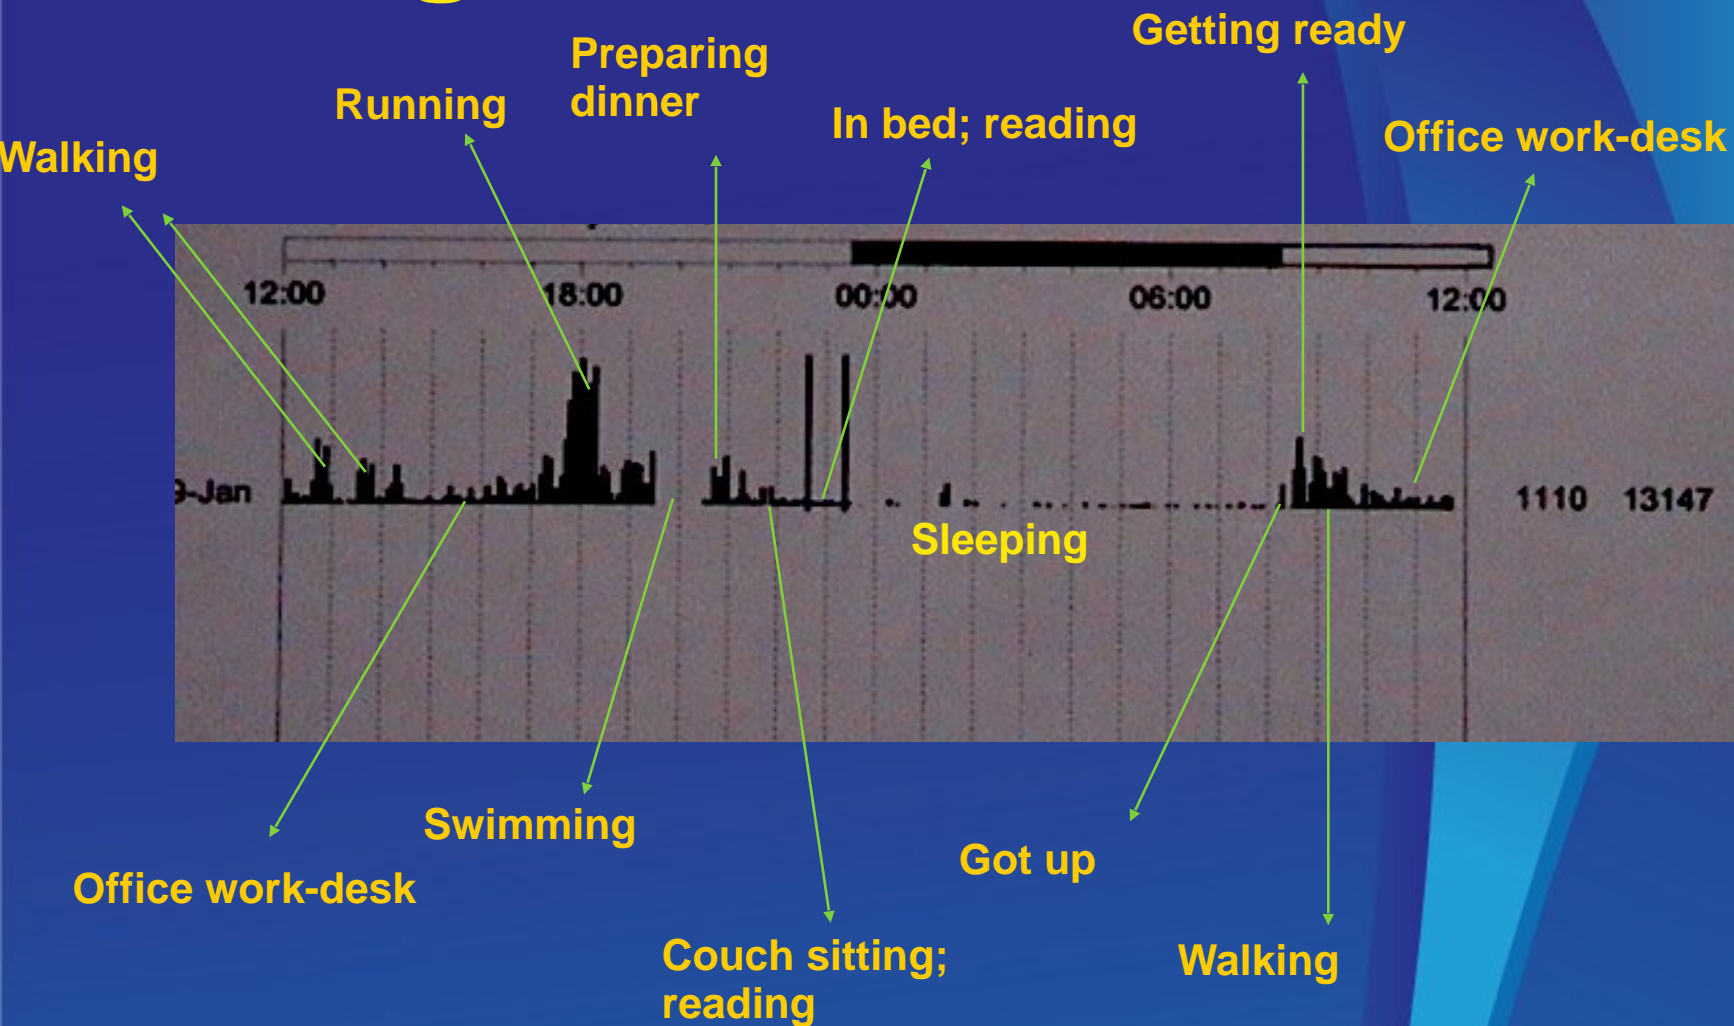 Getting ready
Preparing
dinner
Running
In bed; reading
Office work-desk
Walking
12:00 18:00 00:00 06:00 12:00
9-Jan 1110 13147
Sleeping
Swimming
Got up
Office work-desk
Couch sitting;
reading
Walking